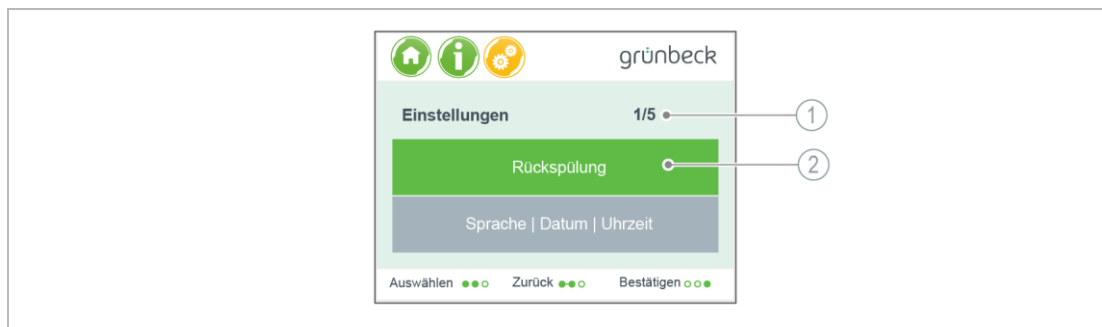 grünbeck
Einstellungen 1/5
1
Rückspülung
2
Sprache | Datum | Uhrzeit
Auswählen Zurück Bestätigen